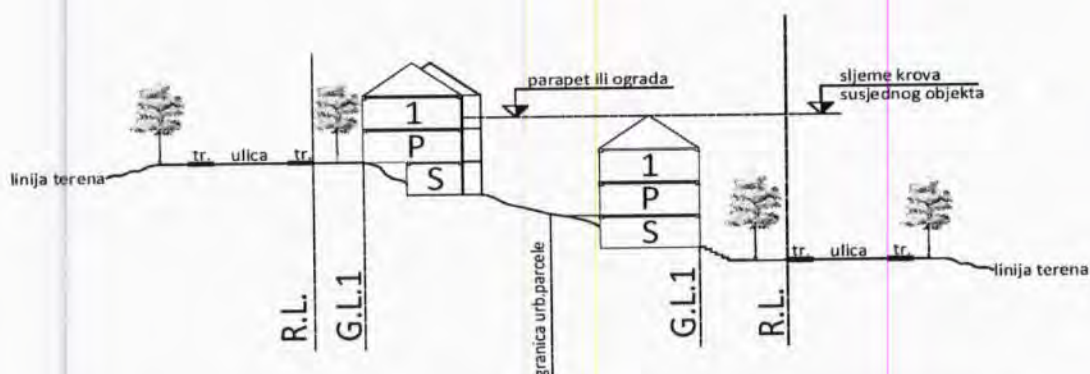 parapet ili ograda
sljeme krova
susjednog objekta
1
P
S
1
P
S
linija terena
tr.
ulica
tr.
tr.
ulica
tr.
linija terena
R.L.
G.L.1
granica urb.parcele
G.L.1
R.L.